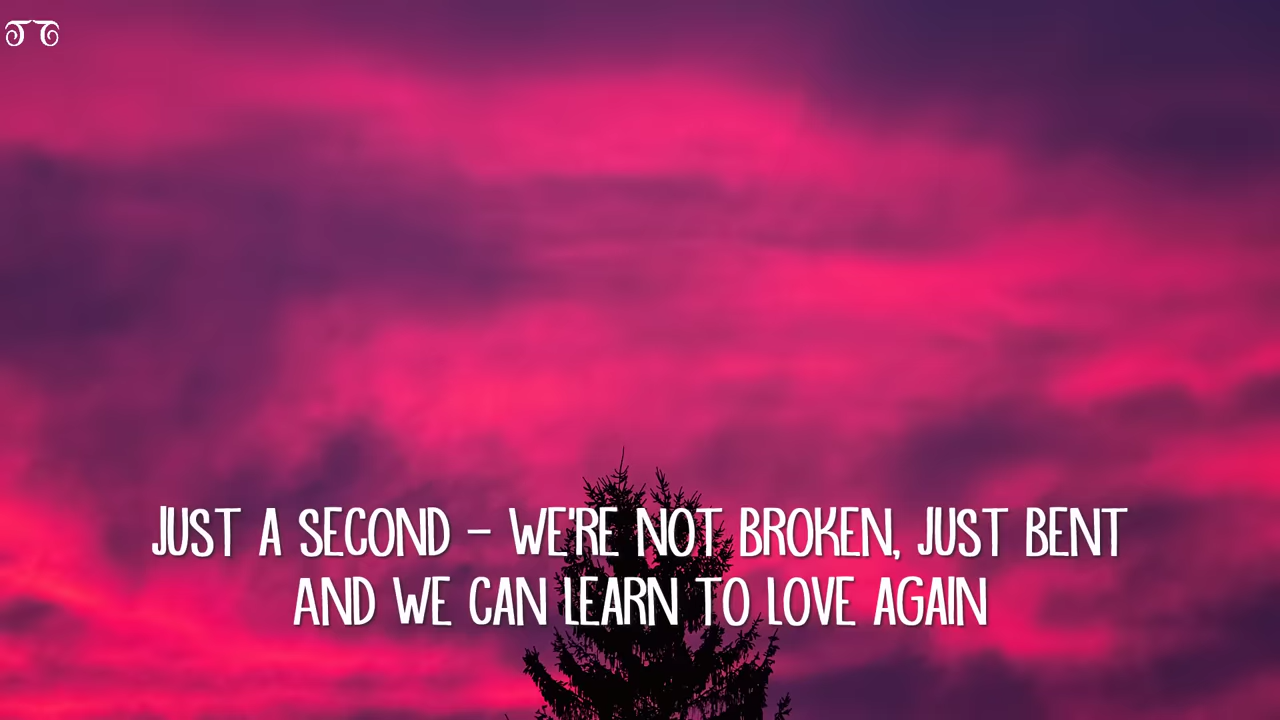 JUST A SECOND - WE'RE NOT BROKEN, JUST BENT
AND WE CAN LEARN TO LOVE AGAIN